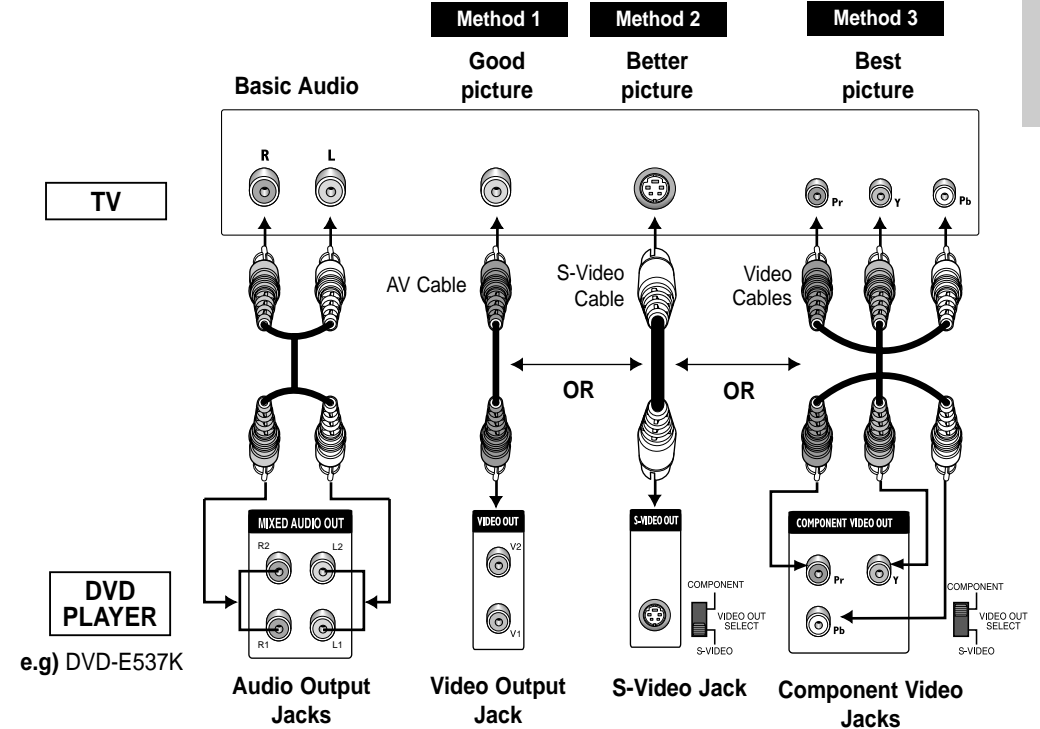 Method 1
Method 2
Method 3
Basic Audio
Good
picture
Better
picture
Best
picture
R
L
TV
Pr
Y
Pb
AV Cable
S-Video
Cable
Video
Cables
OR
OR
MIXED AUDIO OUT
R2
L2
R1
L1
VIDEO OUT
V2
V1
S-VIDEO OUT
COMPONENT
VIDEO OUT
SELECT
S-VIDEO
COMPONENT VIDEO OUT
Pr
Y
Pb
COMPONENT
VIDEO OUT
SELECT
S-VIDEO
DVD
PLAYER
e.g) DVD-E537K
Audio Output
Jacks
Video Output
Jack
S-Video Jack
Component Video
Jacks